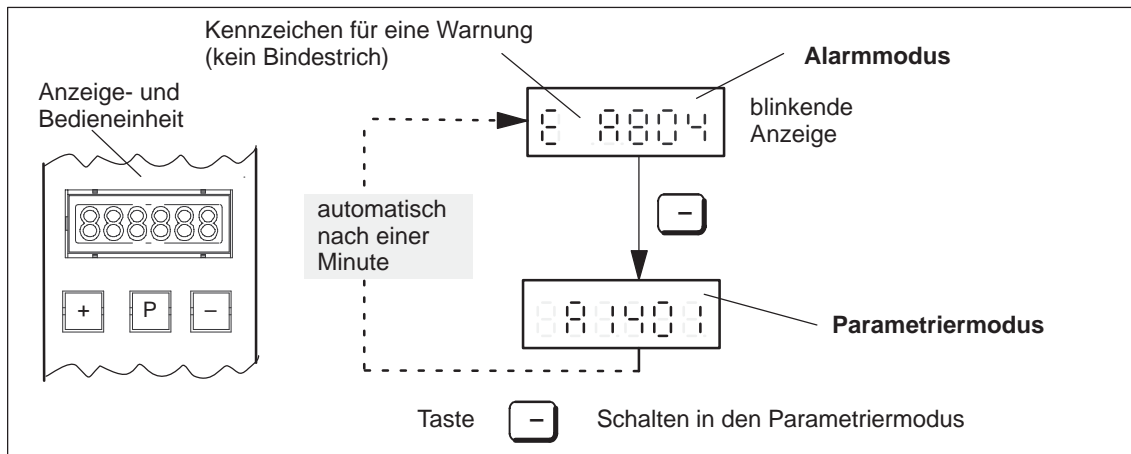 Kennzeichen für eine Warnung
(kein Bindestrich)
Alarmmodus
Anzeige- und
Bedieneinheit
E A804
blinkende
Anzeige
automatisch
nach einer
Minute
–
A1401
Parametriermodus
+ P –
Taste – Schalten in den Parametriermodus